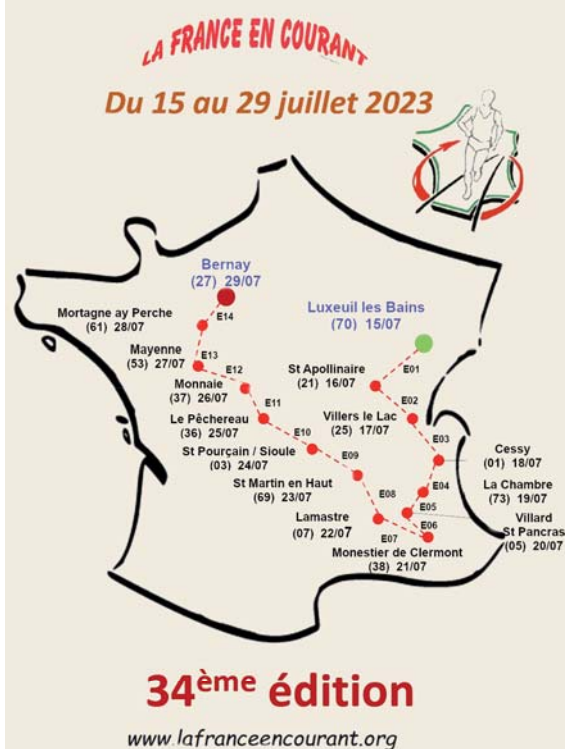 LA FRANCE EN COURANT
Du 15 au 29 juillet 2023
Bernay
(27) 29/07
Luxeuil les Bains
(70) 15/07
Mortagne ay Perche
(61) 28/07
E14
Mayenne
(53) 27/07
E13
E12
Monnaie
(37) 26/07
E11
Le Pêchereau
(36) 25/07
E10
St Pourçain / Sioule
(03) 24/07
E09
St Martin en Haut
(69) 23/07
E08
Lamastre
(07) 22/07
E07
Monestier de Clermont
(38) 21/07
E01
St Apollinaire
(21) 16/07
E02
Villers le Lac
(25) 17/07
E03
Cessy
(01) 18/07
E04
La Chambre
(73) 19/07
E05
Villard
St Pancras
(05) 20/07
E06
34ème édition
www.lafranceencourant.org